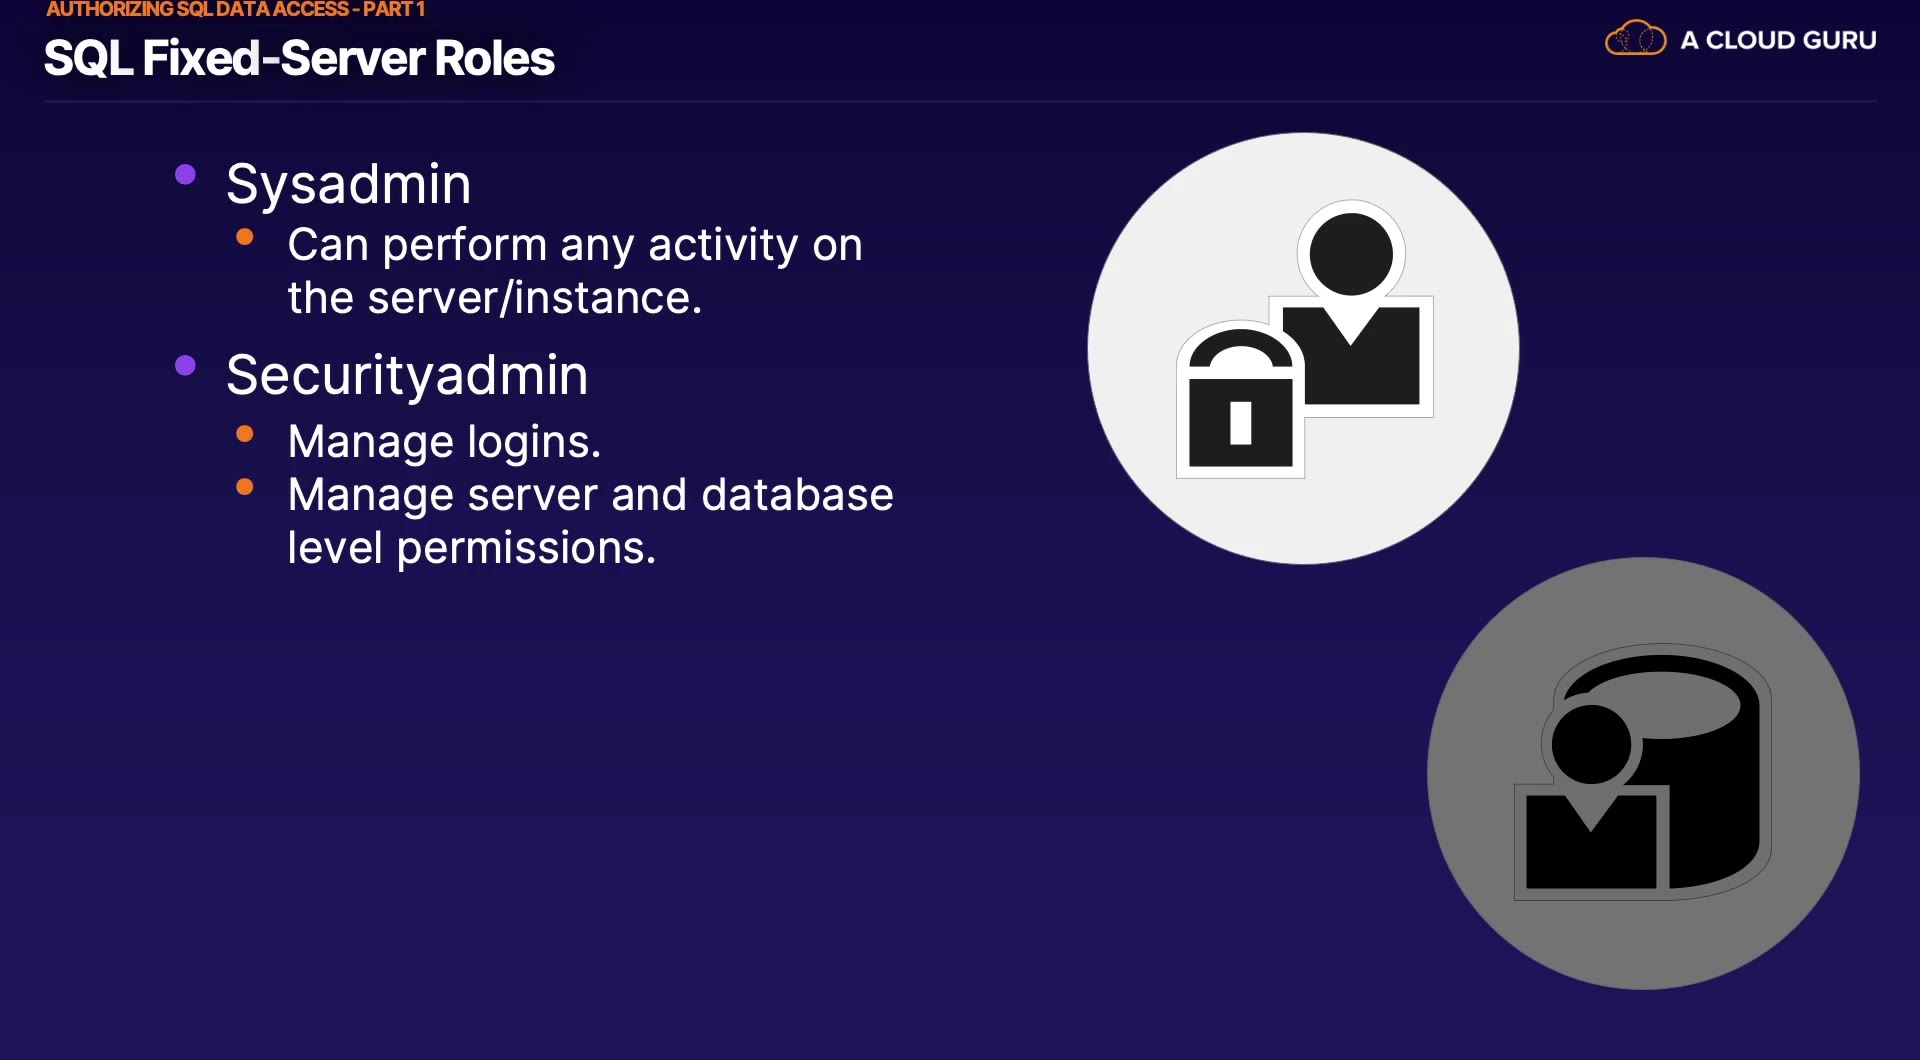 AUTHORIZING SQL DATA ACCESS - PART 1
SQL Fixed-Server Roles
A CLOUD GURU
Sysadmin
Can perform any activity on
the server/instance.
Securityadmin
Manage logins.
Manage server and database
level permissions.